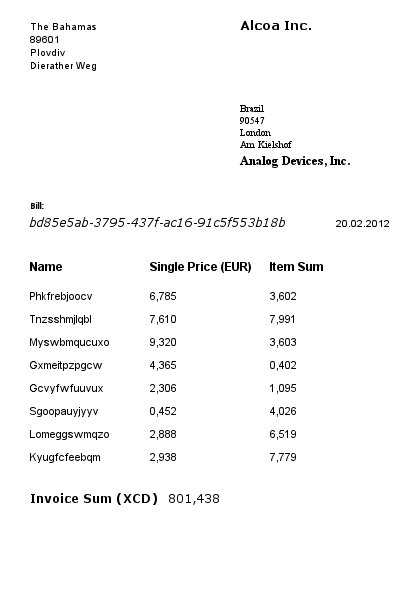 The Bahamas
89601
Plovdiv
Dierather Weg
Alcoa Inc.
Brazil
90547
London
Am Kielshof
Analog Devices, Inc.
Bill:
bd85e5ab-3795-437f-ac16-91c5f553b18b 20.02.2012
Name Single Price (EUR) Item Sum
Phkfrebjoocv 6,785 3,602
Tnzsshmjlqbl 7,610 7,991
Myswbmqucuxo 9,320 3,603
Gxmeitpzpgcw 4,365 0,402
Gcvyfwfuuvux 2,306 1,095
Sgoopauyjyyv 0,452 4,026
Lomeggswmqzo 2,888 6,519
Kyugfcfeebqm 2,938 7,779
Invoice Sum (XCD) 801,438